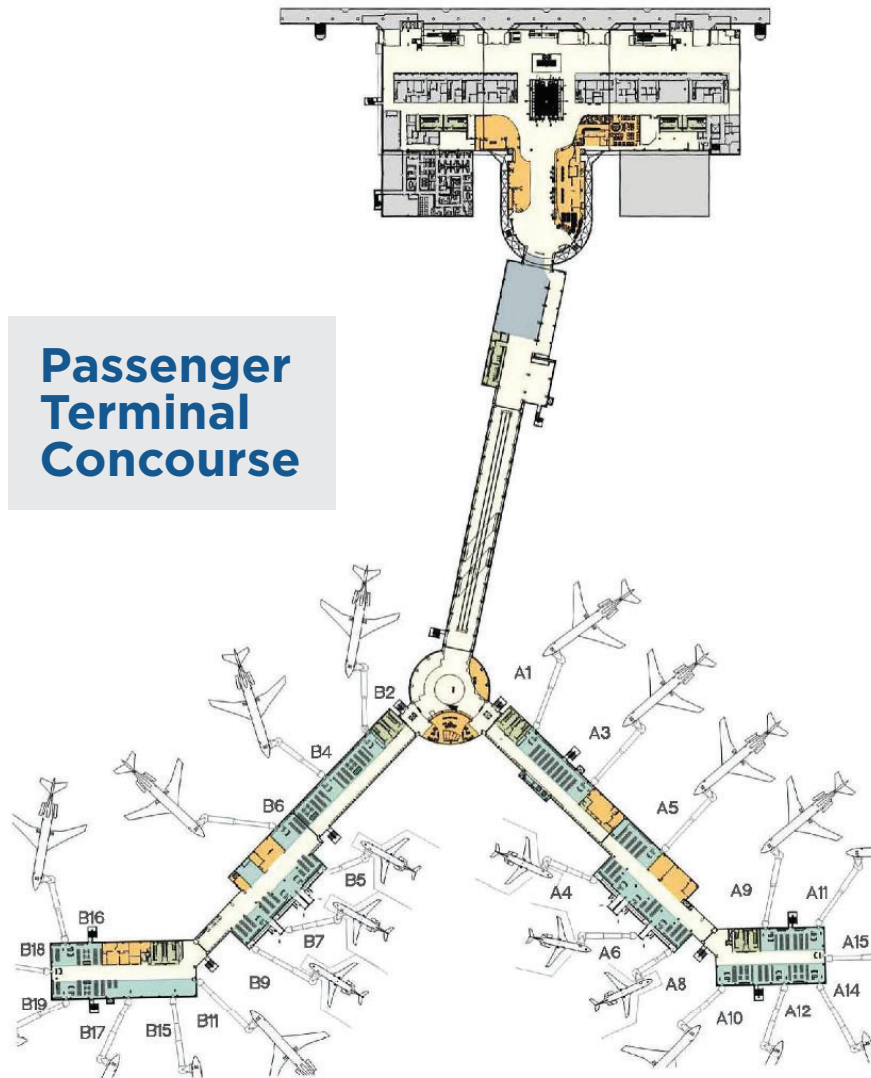 Passenger
Terminal
Concourse
A1
B2
A3
B4
A5
B6
B5
A4
A9
A11
B16
B7
A6
A15
B18
B9
A8
B19
B11
A10
A12
A14
B17
B15